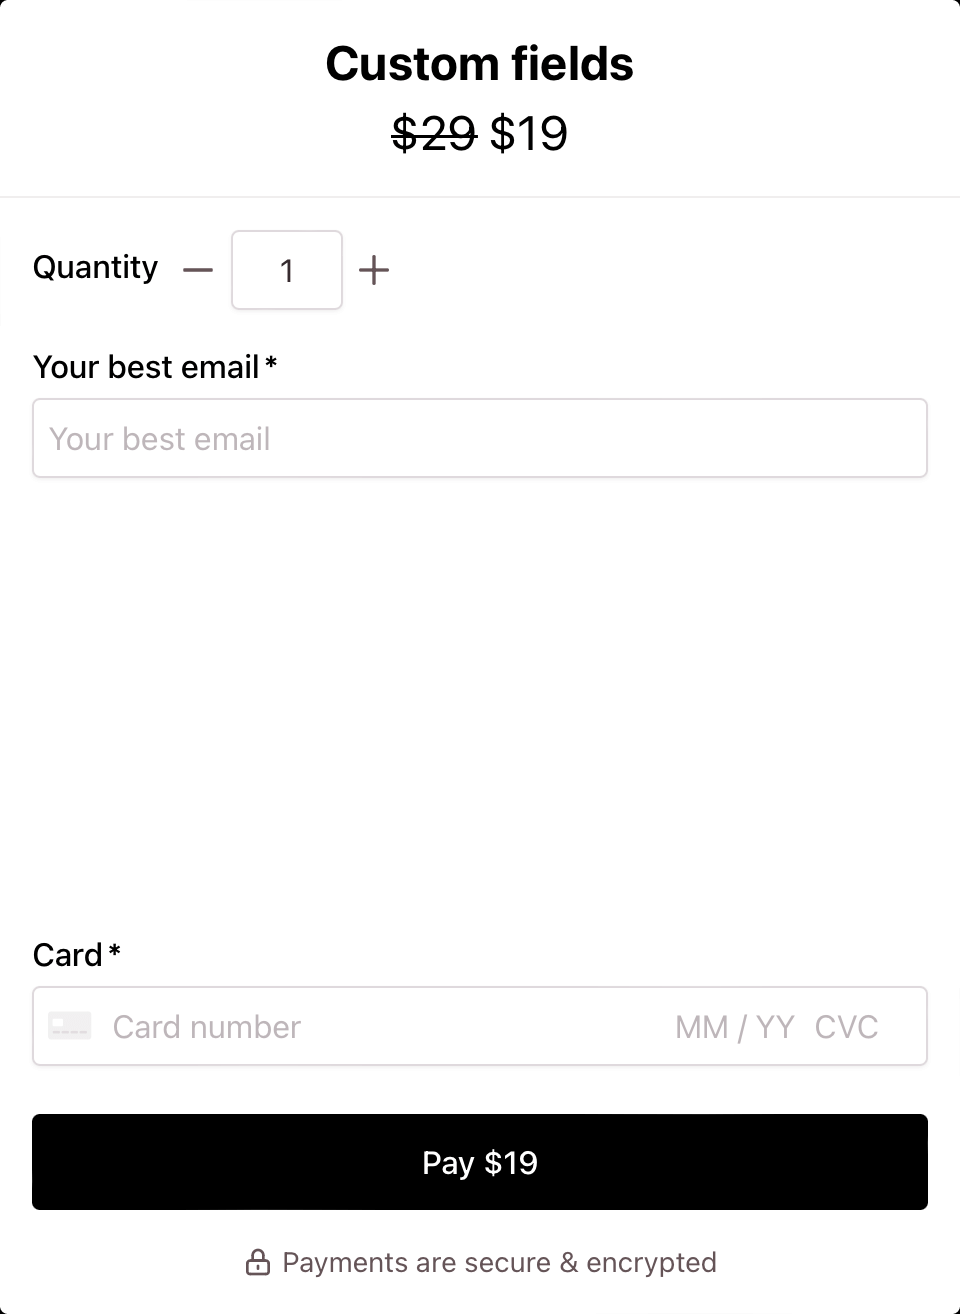 Custom fields
$29 $19
Quantity — 1 +
Your best email *
Your best email
Card *
Card number MM / YY CVC
Pay $19
Payments are secure & encrypted